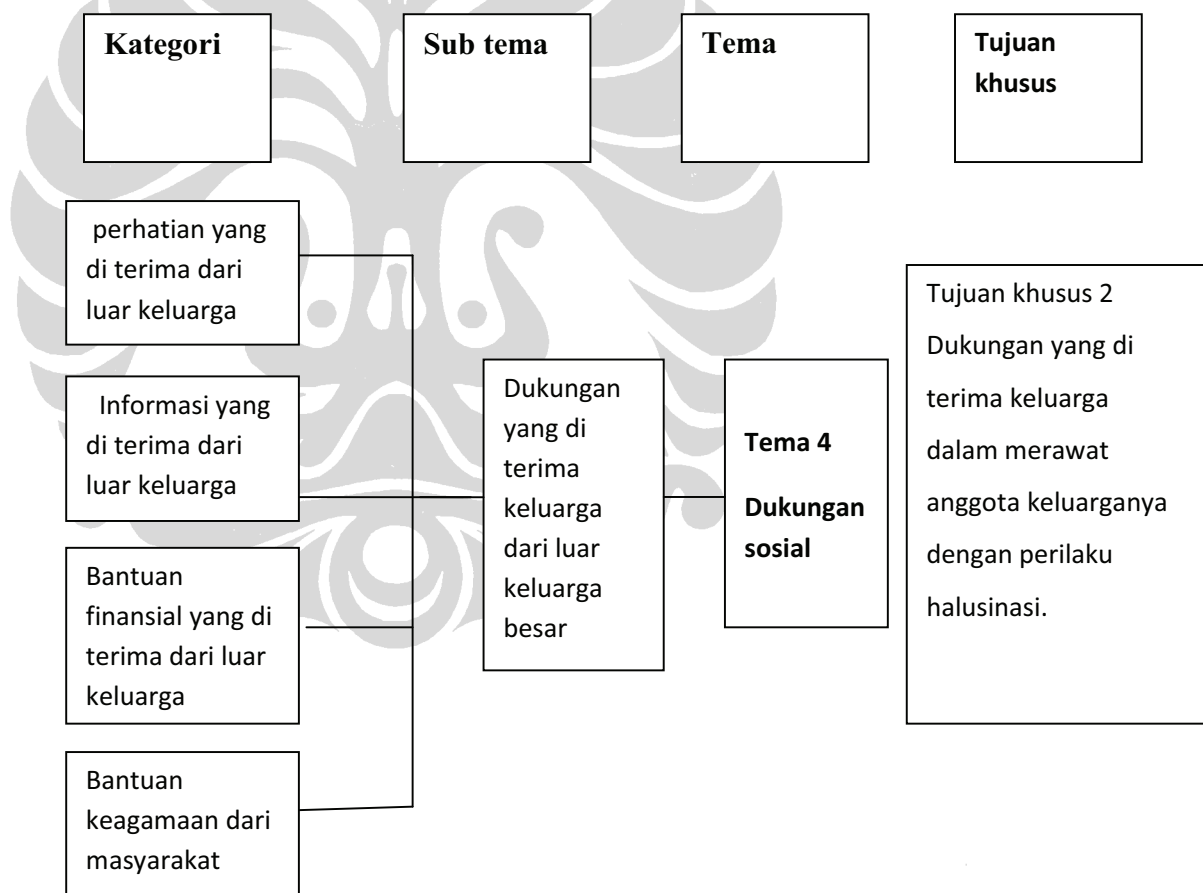 Kategori
Sub tema
Tema
Tujuan
khusus
perhatian yang
di terima dari
luar keluarga
Informasi yang
di terima dari
luar keluarga
Bantuan
finansial yang di
terima dari luar
keluarga
Bantuan
keagamaan dari
masyarakat
Dukungan
yang di
terima
keluarga
dari luar
keluarga
besar
Tema 4
Dukungan
sosial
Tujuan khusus 2
Dukungan yang di
terima keluarga
dalam merawat
anggota keluarganya
dengan perilaku
halusinasi.